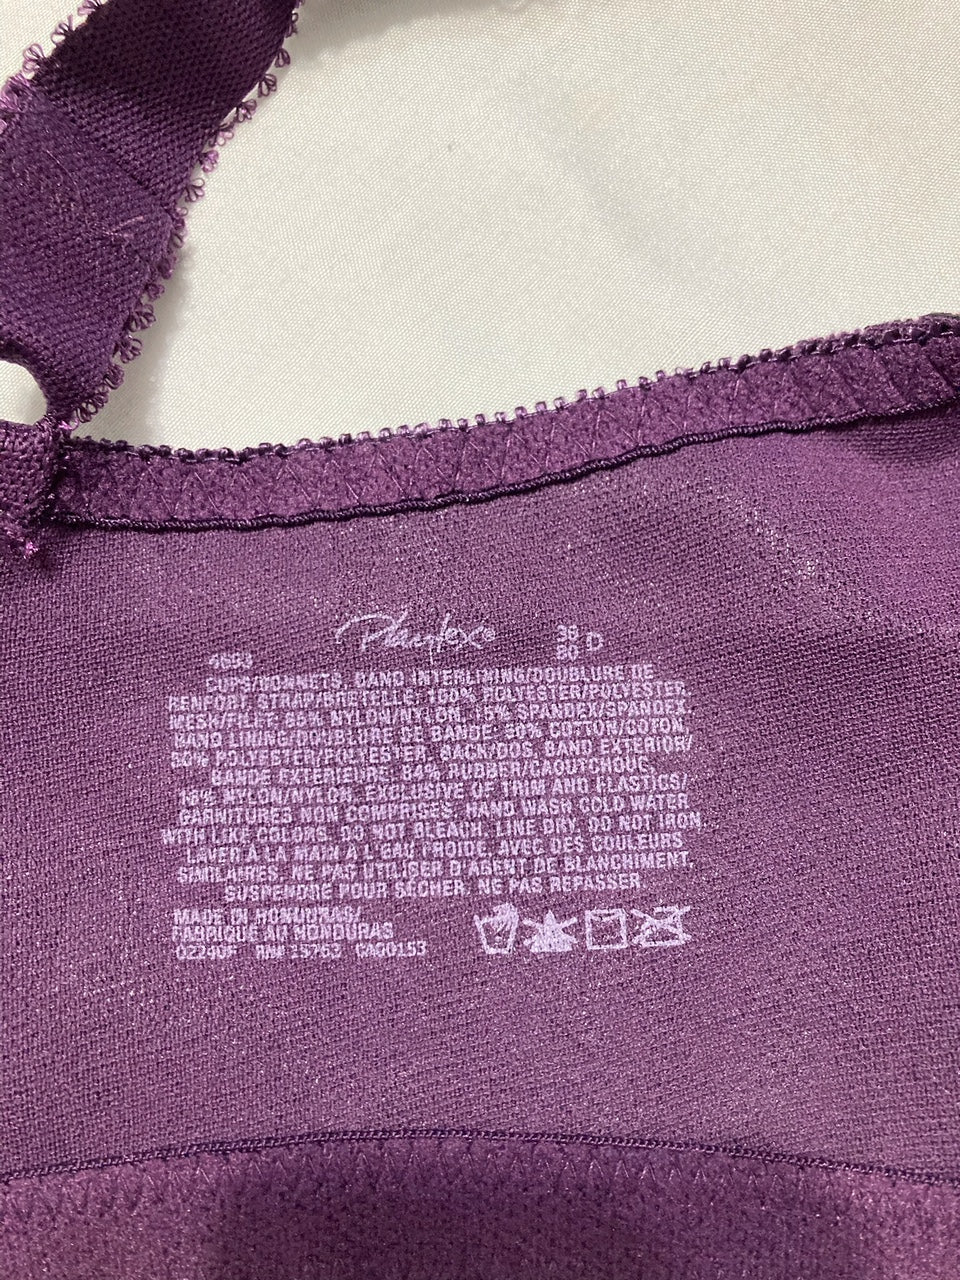 Playtex®
4693
D
CUPS/BONNETS, BAND INTERLINING/DOUBLURE DE
RENFORT, STRAP/BRETELLE: 100% POLYESTER/POLYESTER.
MESH/FILET: 85% NYLON/NYLON, 15% SPANDEX/SPANDEX.
BAND LINING/DOUBLURE DE BANDE: 50% COTTON/COTON,
50% POLYESTER/POLYESTER. BACK/DOS, BAND EXTERIOR/
BANDE EXTERIEURE: 84% RUBBER/CAOUTCHOUC,
16% NYLON/NYLON. EXCLUSIVE OF TRIM AND PLASTICS/
GARNITURES NON COMPRISES. HAND WASH COLD WATER
WITH LIKE COLORS. DO NOT BLEACH. LINE DRY. DO NOT IRON.
LAVER A LA MAIN A L'EAU FROIDE, AVEC DES COULEURS
SIMILAIRES. NE PAS UTILISER D'AGENT DE BLANCHIMENT.
SUSPENDRE POUR SECHER. NE PAS REPASSER.
MADE IN HONDURAS/
FABRIQUE AU HONDURAS
RN# 15763 CA00153